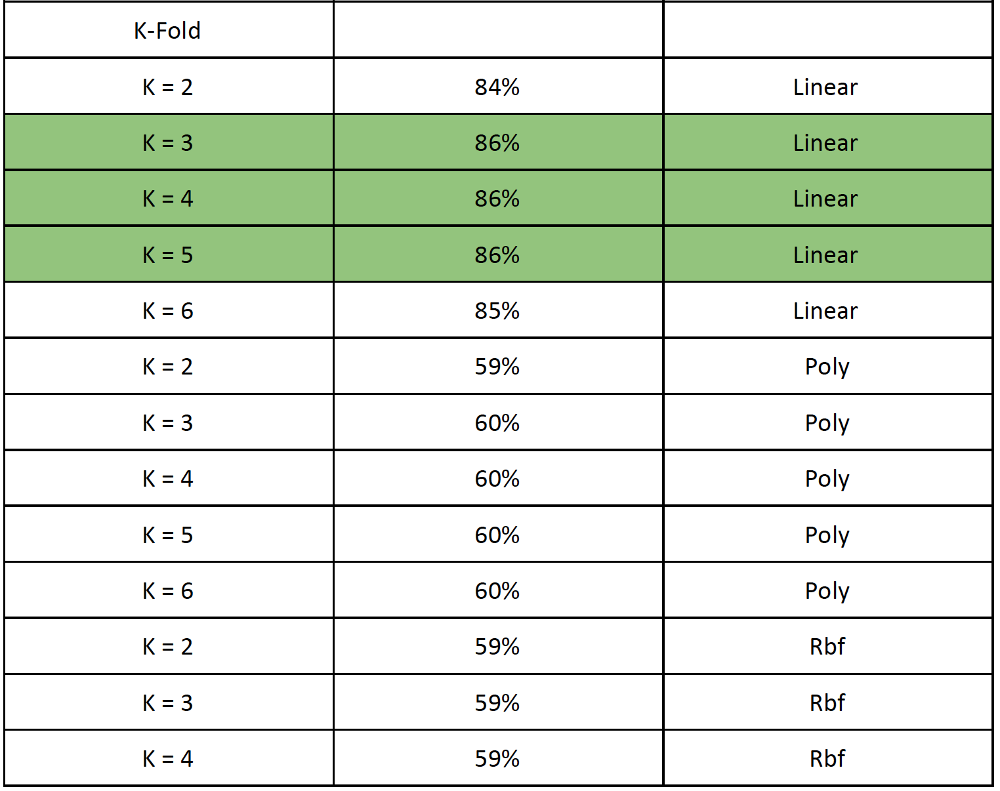 K-Fold
K = 2 84% Linear
K = 3 86% Linear
K = 4 86% Linear
K = 5 86% Linear
K = 6 85% Linear
K = 2 59% Poly
K = 3 60% Poly
K = 4 60% Poly
K = 5 60% Poly
K = 6 60% Poly
K = 2 59% Rbf
K = 3 59% Rbf
K = 4 59% Rbf